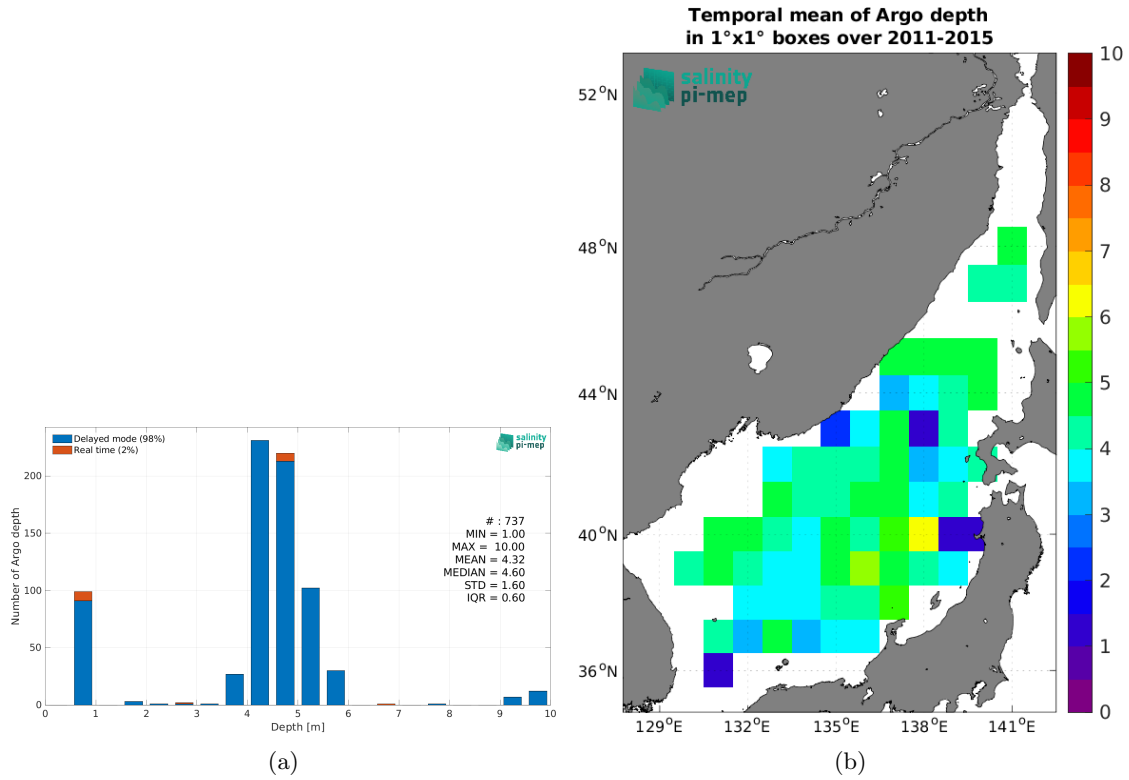 Delayed mode (98%)
Real time (2%)
salinity
pi-mep
Number of Argo depth
200
150
100
50
0
# : 737
MIN = 1.00
MAX = 10.00
MEAN = 4.32
MEDIAN = 4.60
STD = 1.60
IQR = 0.60
0 1 2 3 4 5 6 7 8 9 10
Depth [m]
(a)
Temporal mean of Argo depth
in 1°x1° boxes over 2011-2015
salinity
pi-mep
52°N
48°N
44°N
40°N
36°N
129°E 132°E 135°E 138°E 141°E
10
9
8
7
6
5
4
3
2
1
0
(b)